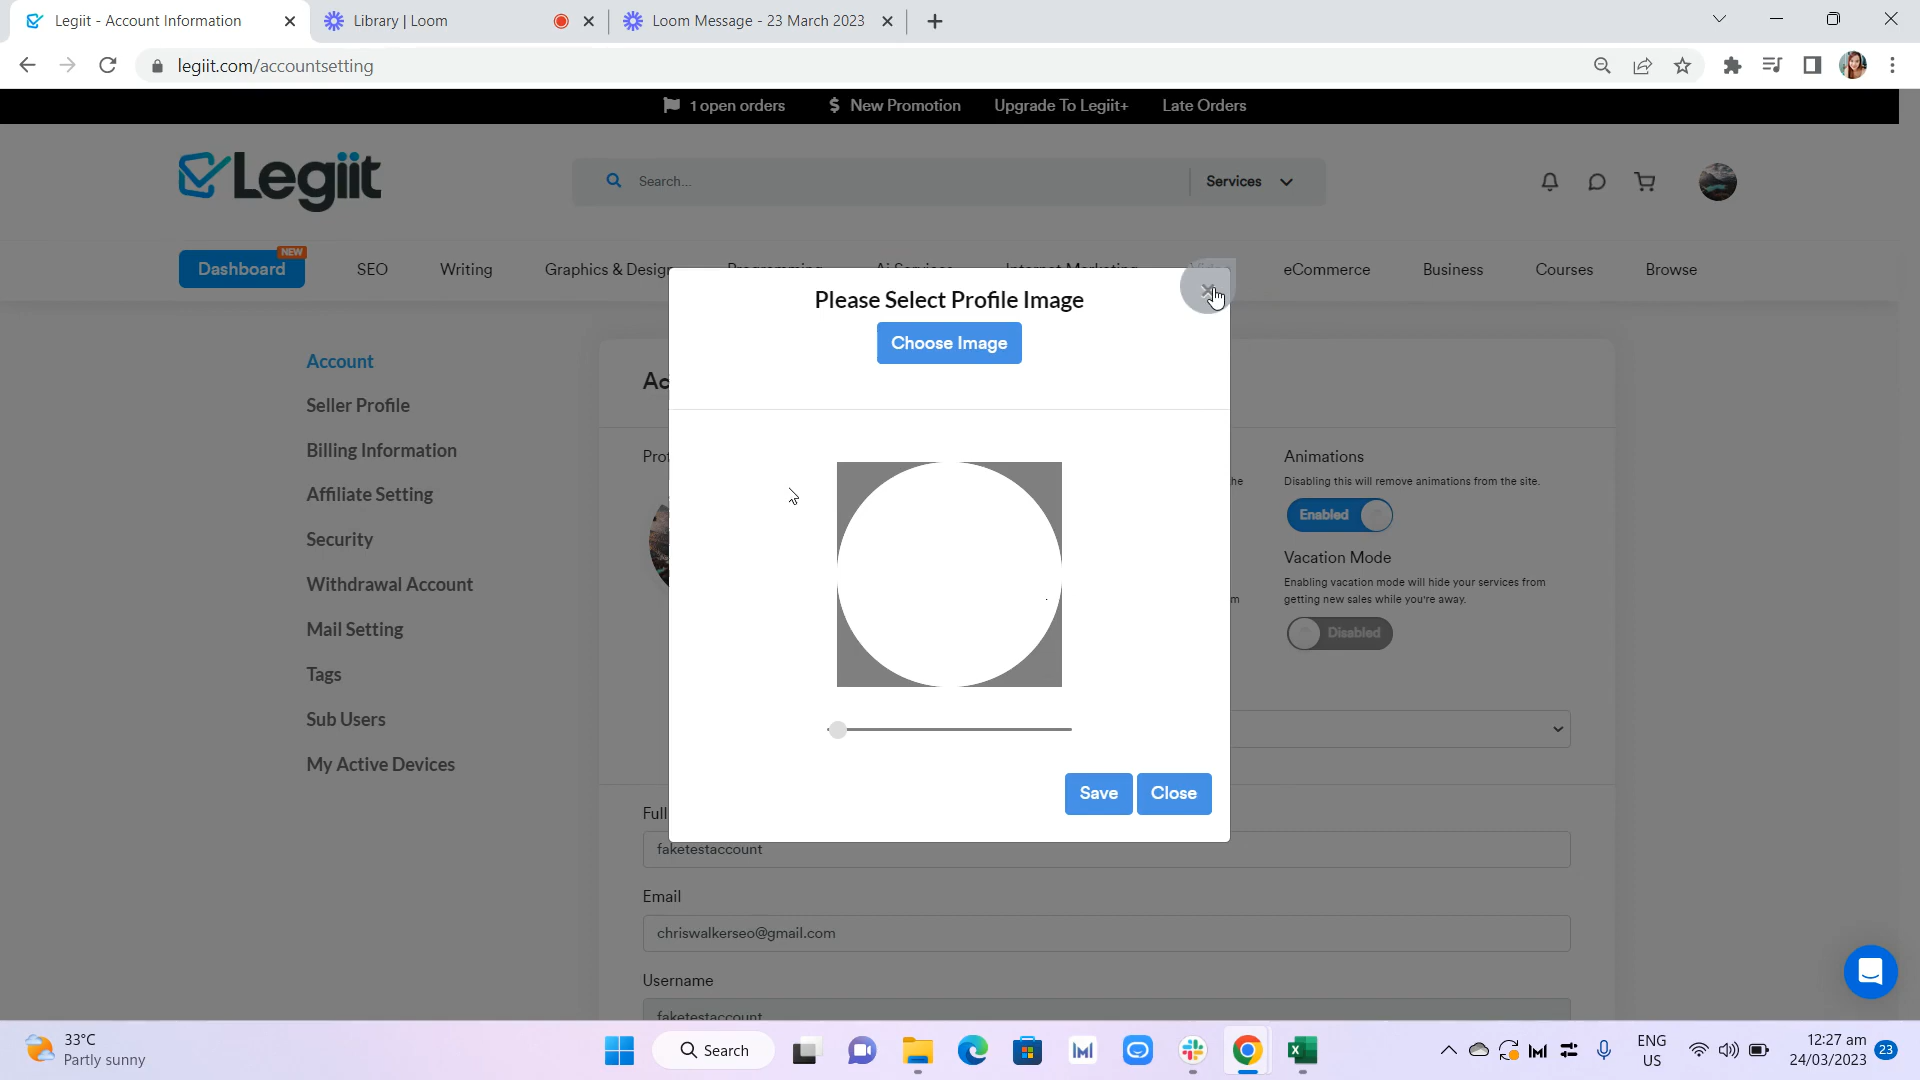 Legiit - Account Information
Library | Loom
Loom Message - 23 March 2023
legiit.com/accountsetting
1 open orders
$ New Promotion
Upgrade To Legiit+
Late Orders
Legiit
Search...
Services
Dashboard
NEW
SEO
Writing
Graphics & Design
eCommerce
Business
Courses
Browse
Please Select Profile Image
Choose Image
Save
Close
Account
Seller Profile
Billing Information
Affiliate Setting
Security
Withdrawal Account
Mail Setting
Tags
Sub Users
My Active Devices
Animations
Disabling this will remove animations from the site.
Enabled
Vacation Mode
Enabling vacation mode will hide your services from
getting new sales while you're away.
Disabled
Full
faketestaccount
Email
chriswalkerseo@gmail.com
Username
faketestaccount
33°C
Partly sunny
Search
ENG
US
12:27 am
24/03/2023
23